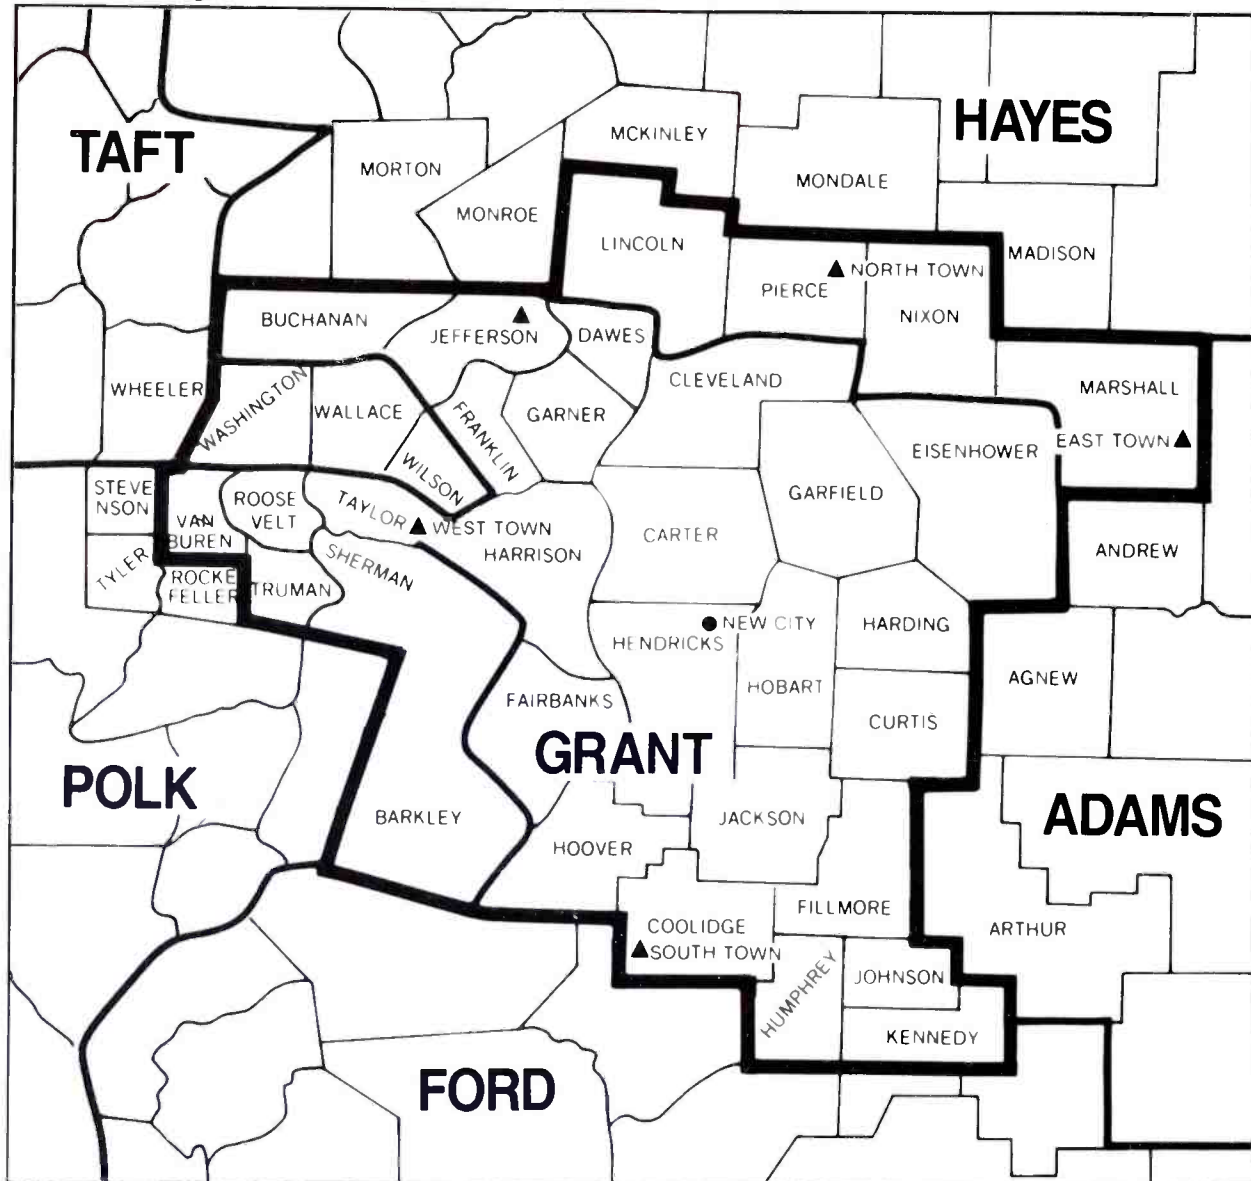 HAYES
TAFT
MCKINLEY
MORTON
MONDALE
MONROE
LINCOLN
MADISON
NORTH TOWN
PIERCE
NIXON
BUCHANAN
JEFFERSON
DAWES
CLEVELAND
WHEELER
WASHINGTON
WALLACE
FRANKLIN
GARNER
MARSHALL
EAST TOWN
EISENHOWER
WILSON
STEVE
NSON
ROOSE
VELT
TAYLOR
WEST TOWN
VAN
BUREN
GARFIELD
CARTER
HARRISON
ANDREW
TYLER
ROCKE
FELLER
TRUMAN
SHERMAN
HENDRICKS
NEW CITY
HARDING
AGNEW
HOBART
FAIRBANKS
CURTIS
GRANT
POLK
BARKLEY
JACKSON
ADAMS
HOOVER
FILLMORE
COOLIDGE
SOUTH TOWN
ARTHUR
HUMPHREY
JOHNSON
KENNEDY
FORD